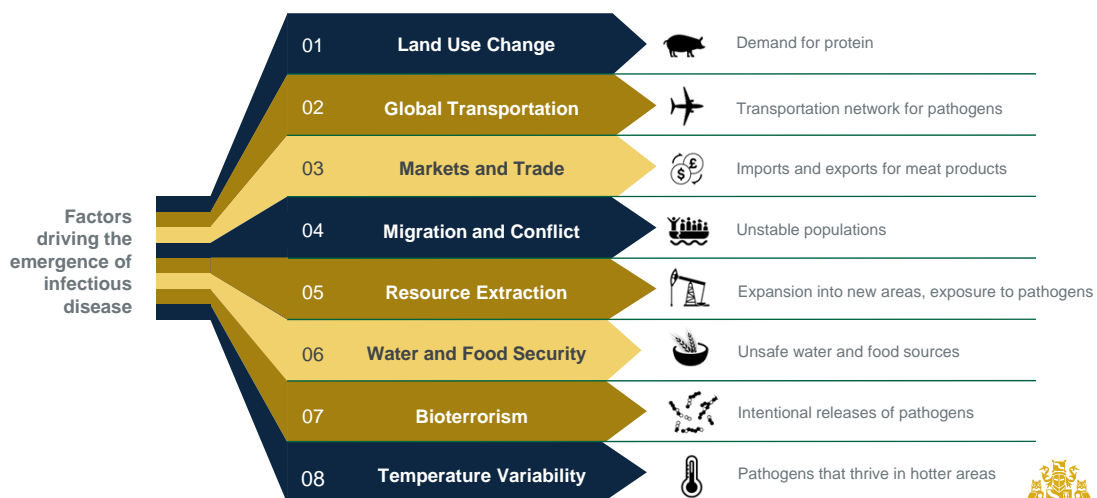 Factors
driving the
emergence of
infectious
disease
01 Land Use Change Demand for protein
02 Global Transportation Transportation network for pathogens
03 Markets and Trade Imports and exports for meat products
04 Migration and Conflict Unstable populations
05 Resource Extraction Expansion into new areas, exposure to pathogens
06 Water and Food Security Unsafe water and food sources
07 Bioterrorism Intentional releases of pathogens
08 Temperature Variability Pathogens that thrive in hotter areas
$
£